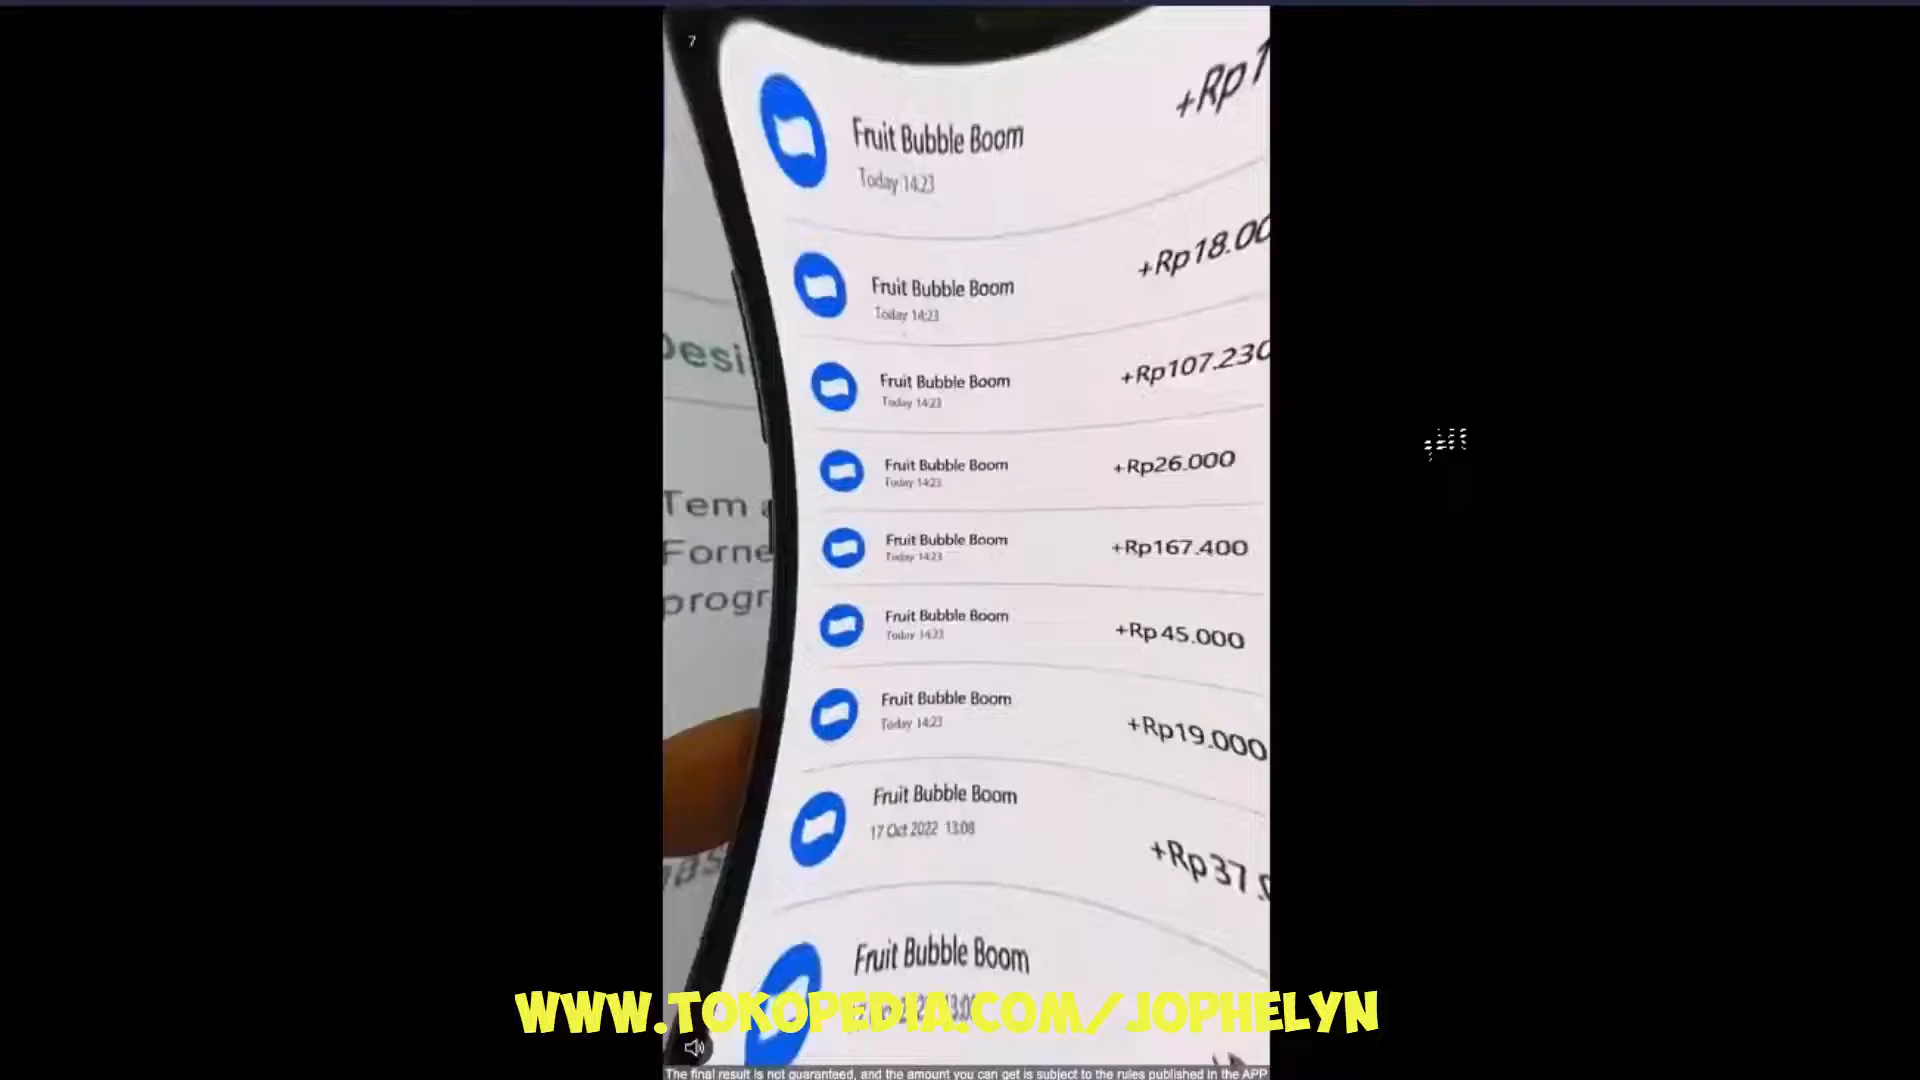 7
+Rp1
Fruit Bubble Boom
Today 14:23
+Rp18.00
Fruit Bubble Boom
Today 14:23
+Rp107.230
Fruit Bubble Boom
Today 14:23
Fruit Bubble Boom
+Rp26.000
Today 14:23
Fruit Bubble Boom
+Rp167.400
Today 14:23
Fruit Bubble Boom
+Rp45.000
Today 14:23
Fruit Bubble Boom
+Rp19.000
Today 14:23
Fruit Bubble Boom
17 Oct 2022 13:08
+Rp37.
Fruit Bubble Boom
Desi
Tem
Forne
progr
WWW.TOKOPEDIA.COM/JOPHELYN
The final result is not guaranteed, and the amount you can get is subject to the rules published in the APP